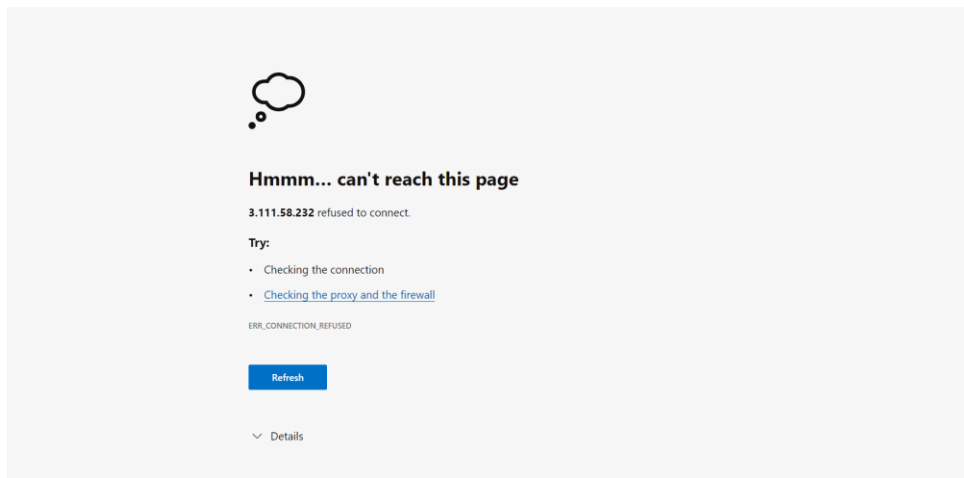 Hmmm... can't reach this page
3.111.58.232 refused to connect.
Try:
• Checking the connection
• Checking the proxy and the firewall
ERR_CONNECTION_REFUSED
Refresh
Details